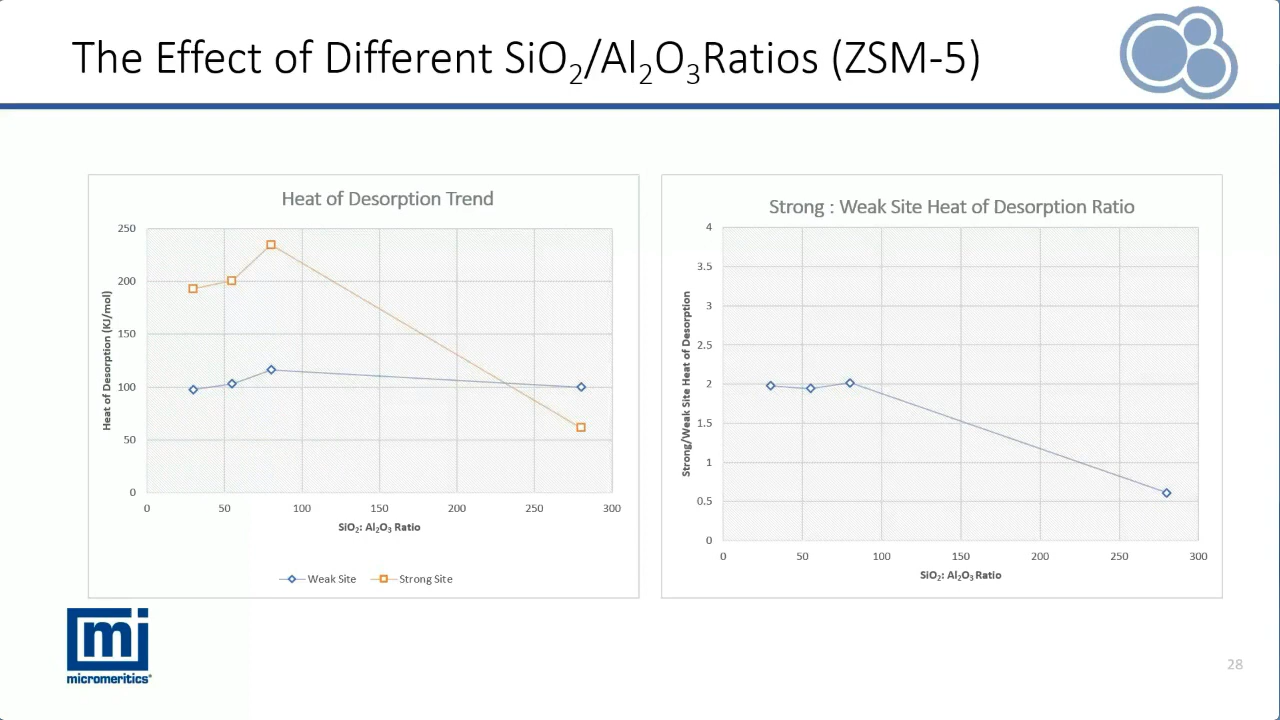 The Effect of Different SiO₂/Al₂O₃Ratios (ZSM-5)
Heat of Desorption Trend
250
200
150
100
50
0
Heat of Desorption (KJ/mol)
0 50 100 150 200 250 300
SiO₂: Al₂O₃ Ratio
Weak Site Strong Site
Strong : Weak Site Heat of Desorption Ratio
4
3.5
3
2.5
2
1.5
1
0.5
0
Strong/Weak Site Heat of Desorption
0 50 100 150 200 250 300
SiO₂: Al₂O₃ Ratio
mi
micromeritics®
28